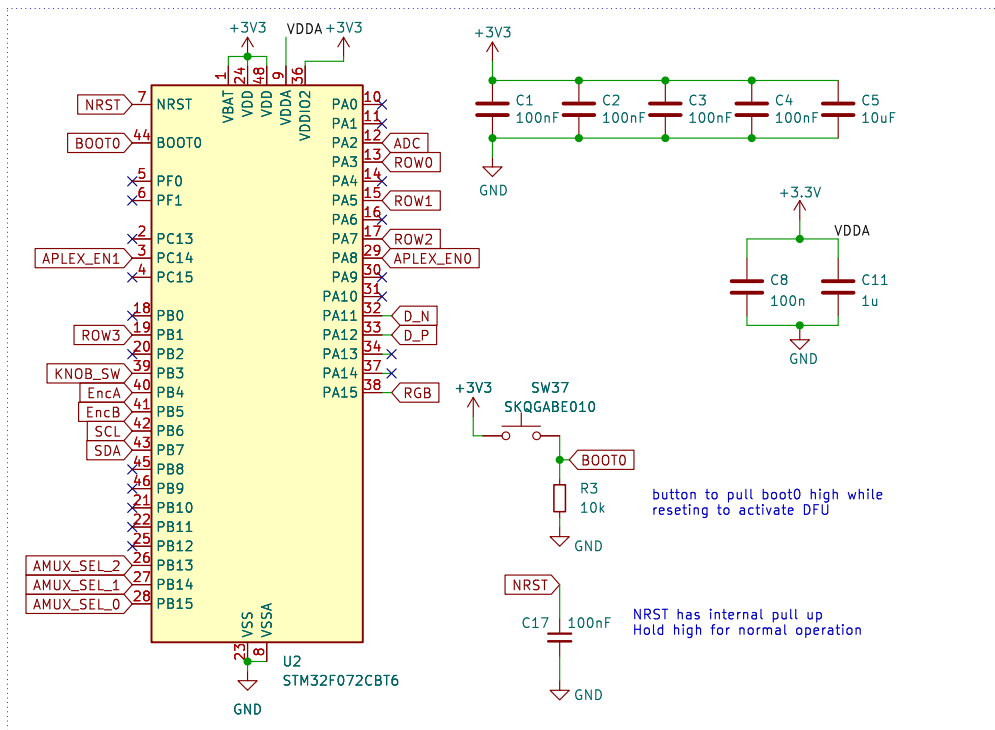 +3V3
VDDA
+3V3
1
24
48
9
36
VBAT
VDD
VDD
VDDA
VDDIO2
NRST
7
NRST
BOOT0
44
BOOT0
5
PF0
6
PF1
2
PC13
APLEX_EN1
3
PC14
4
PC15
18
PB0
ROW3
19
PB1
20
PB2
KNOB_SW
39
PB3
EncA
40
PB4
EncB
41
PB5
SCL
42
PB6
SDA
43
PB7
45
PB8
46
PB9
21
PB10
22
PB11
25
PB12
AMUX_SEL_2
26
PB13
AMUX_SEL_1
27
PB14
AMUX_SEL_0
28
PB15
PA0
10
PA1
11
PA2
12
ADC
PA3
13
ROW0
PA4
14
PA5
15
ROW1
PA6
16
PA7
17
ROW2
PA8
29
APLEX_EN0
PA9
30
PA10
31
PA11
32
D_N
PA12
33
D_P
PA13
34
PA14
37
PA15
38
RGB
VSS
VSSA
23
8
GND
U2
STM32F072CBT6
+3V3
C1
100nF
C2
100nF
C3
100nF
C4
100nF
C5
10uF
GND
+3.3V
VDDA
C8
100n
C11
1u
GND
+3V3
SW37
SKQGABE010
BOOT0
R3
10k
GND
button to pull boot0 high while
reseting to activate DFU
NRST
C17
100nF
GND
NRST has internal pull up
Hold high for normal operation